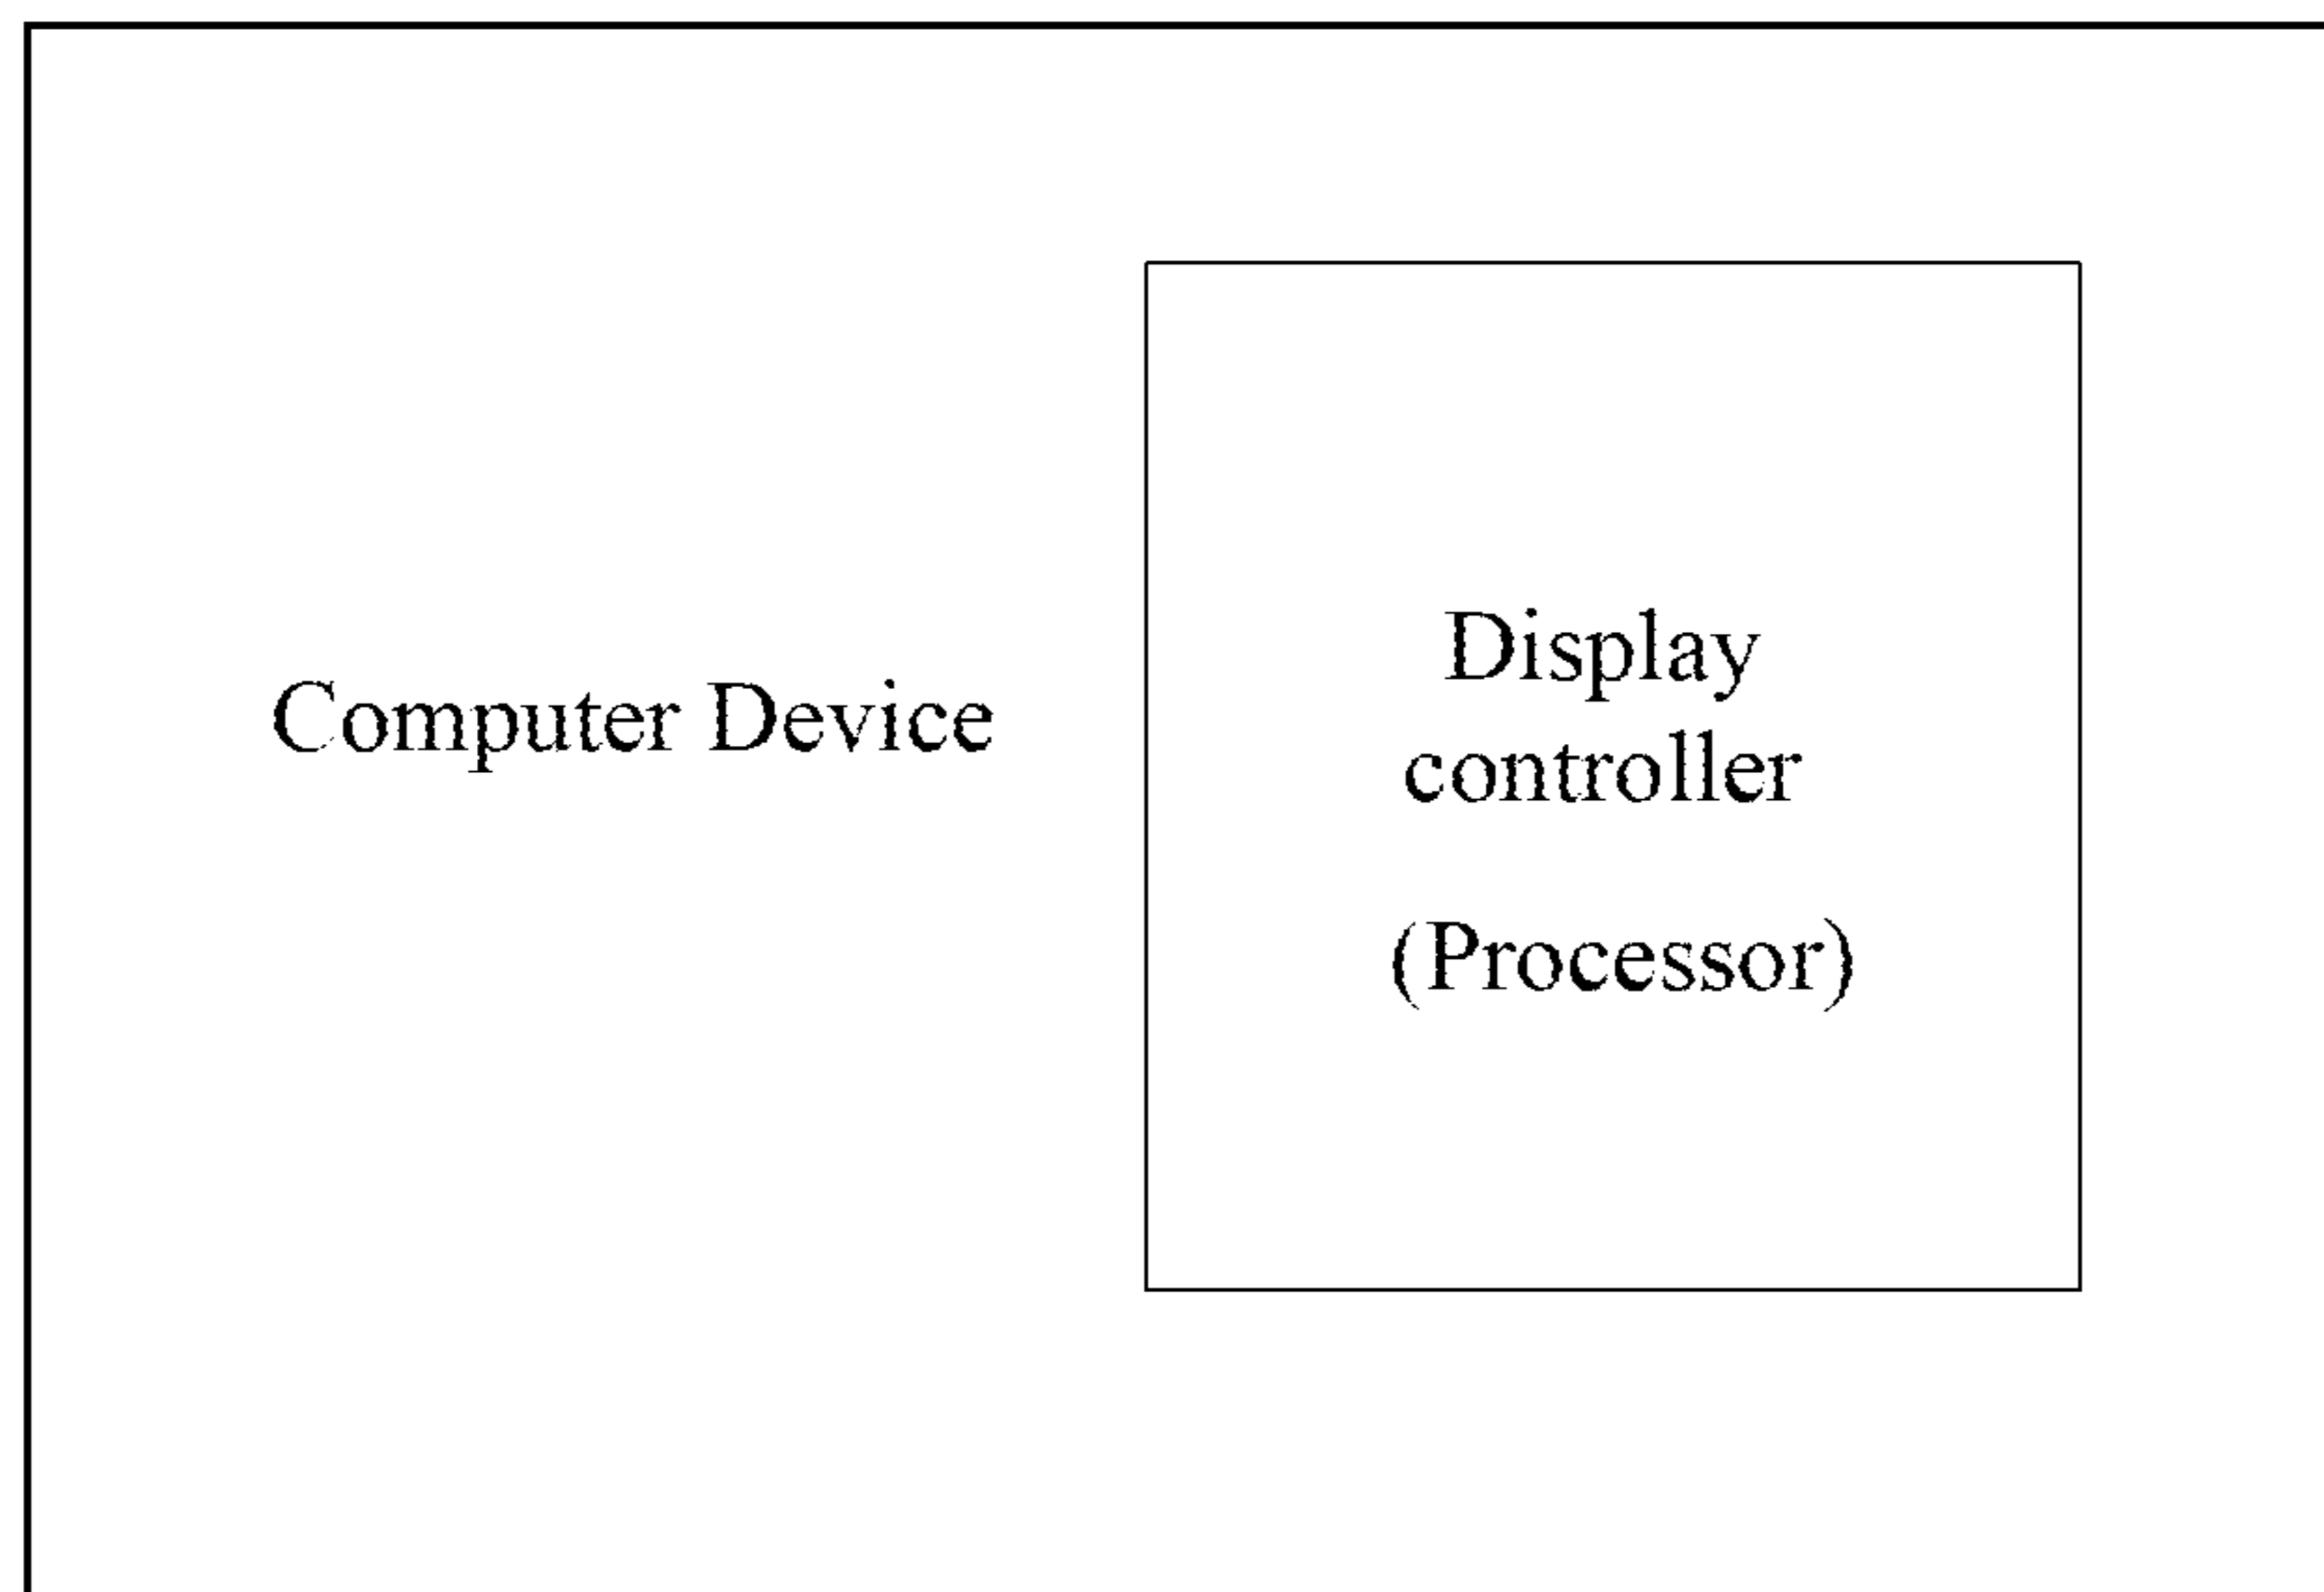 Computer Device
Display
controller
(Processor)